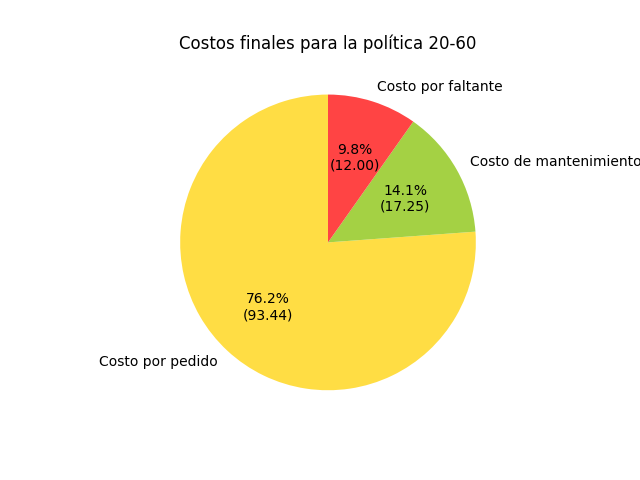 Costos finales para la política 20-60
Costo por faltante
9.8%
(12.00)
Costo de mantenimiento
14.1%
(17.25)
76.2%
(93.44)
Costo por pedido